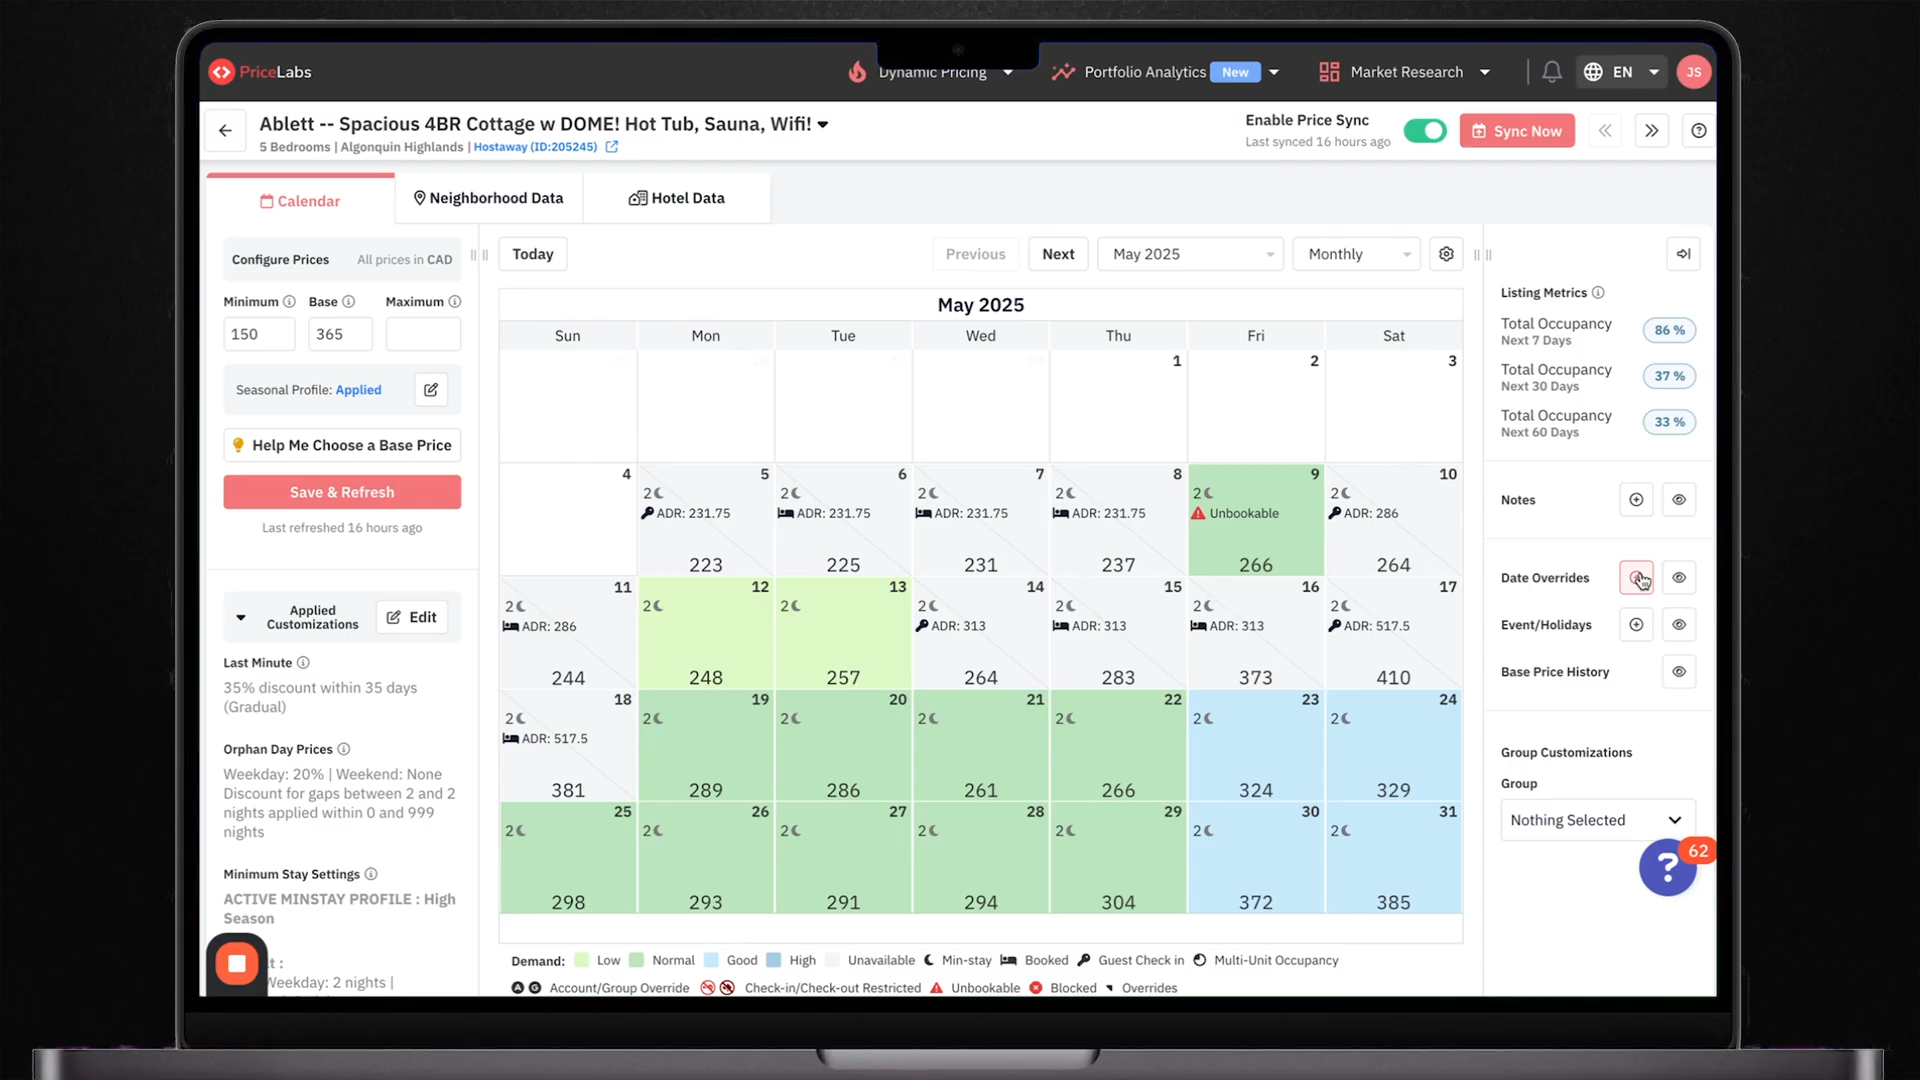 PriceLabs
Dynamic Pricing
Portfolio Analytics New
Market Research
EN
JS
Ablett -- Spacious 4BR Cottage w DOME! Hot Tub, Sauna, Wifi!
5 Bedrooms | Algonquin Highlands | Hostaway (ID:205245)
Enable Price Sync
Last synced 16 hours ago
Sync Now
Calendar
Neighborhood Data
Hotel Data
Configure Prices All prices in CAD
Minimum Base Maximum
150 365
Seasonal Profile: Applied
Help Me Choose a Base Price
Save & Refresh
Last refreshed 16 hours ago
Applied
Customizations
Edit
Last Minute
35% discount within 35 days
(Gradual)
Orphan Day Prices
Weekday: 20% | Weekend: None
Discount for gaps between 2 and 2
nights applied within 0 and 999
nights
Minimum Stay Settings
ACTIVE MINSTAY PROFILE : High
Season
t :
Weekday: 2 nights |
Today
Previous Next May 2025 Monthly
May 2025
Sun Mon Tue Wed Thu Fri Sat
1 2 3
4 5 6 7 8 9 10
2 2 2 2 2 2
ADR: 231.75 ADR: 231.75 ADR: 231.75 ADR: 231.75 Unbookable ADR: 286
223 225 231 237 266 264
11 12 13 14 15 16 17
2 2 2 2 2 2 2
ADR: 286 ADR: 313 ADR: 313 ADR: 313 ADR: 517.5
244 248 257 264 283 373 410
18 19 20 21 22 23 24
2 2 2 2 2 2 2
ADR: 517.5
381 289 286 261 266 324 329
25 26 27 28 29 30 31
2 2 2 2 2 2 2
298 293 291 294 304 372 385
Demand: Low Normal Good High Unavailable Min-stay Booked Guest Check in Multi-Unit Occupancy
A G Account/Group Override Check-in/Check-out Restricted Unbookable Blocked Overrides
Listing Metrics
Total Occupancy
Next 7 Days
86 %
Total Occupancy
Next 30 Days
37 %
Total Occupancy
Next 60 Days
33 %
Notes
Date Overrides
Event/Holidays
Base Price History
Group Customizations
Group
Nothing Selected
?
62